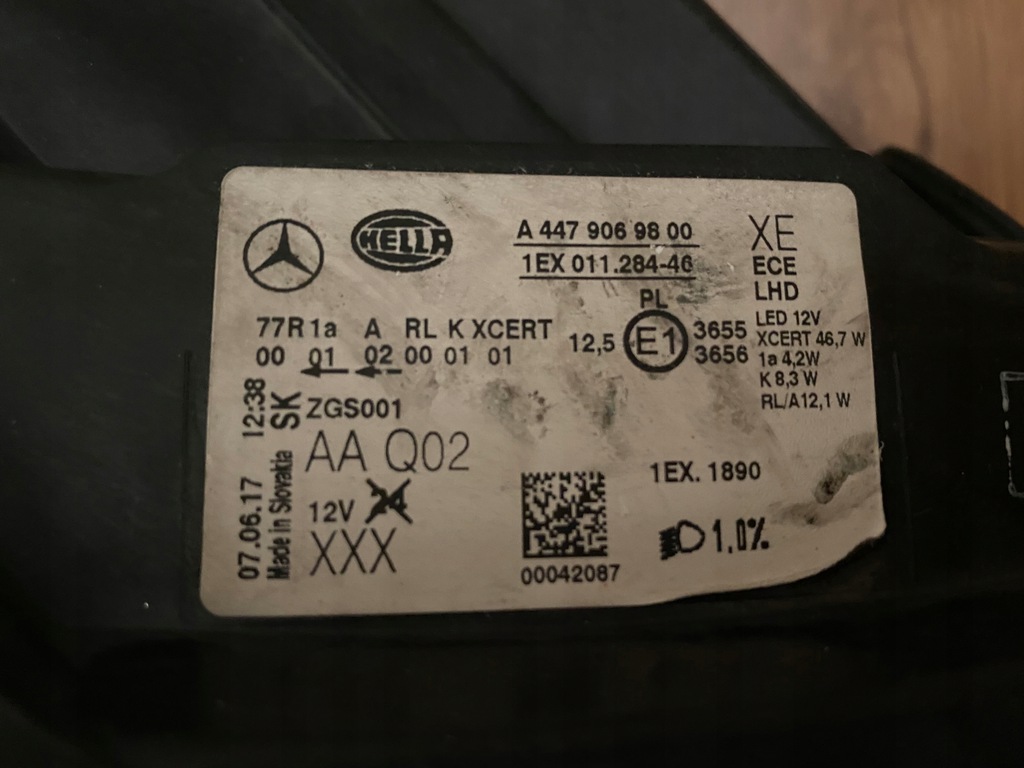 HELLA
A 447 906 98 00
1EX 011.284-46
XE
ECE
LHD
LED 12V
XCERT 46,7 W
1a 4,2W
K 8,3 W
RL/A12,1 W
PL
12,5 E1 3655
3656
77R 1a A RL K XCERT
00 01 02 00 01 01
07.06.17 12:38
Made in Slovakia SK
ZGS001
AA Q02
12V
XXX
00042087
1EX. 1890
1,0%